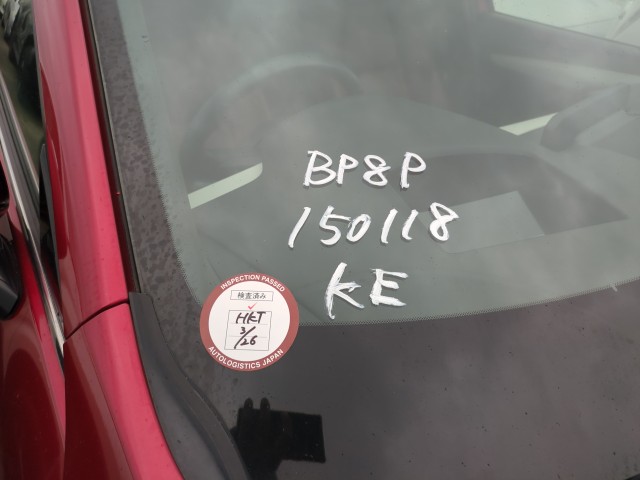 BP8P
150118
KE
INSPECTION PASSED
検査済み
HKT
3/26
AUTOLOGISTICS JAPAN